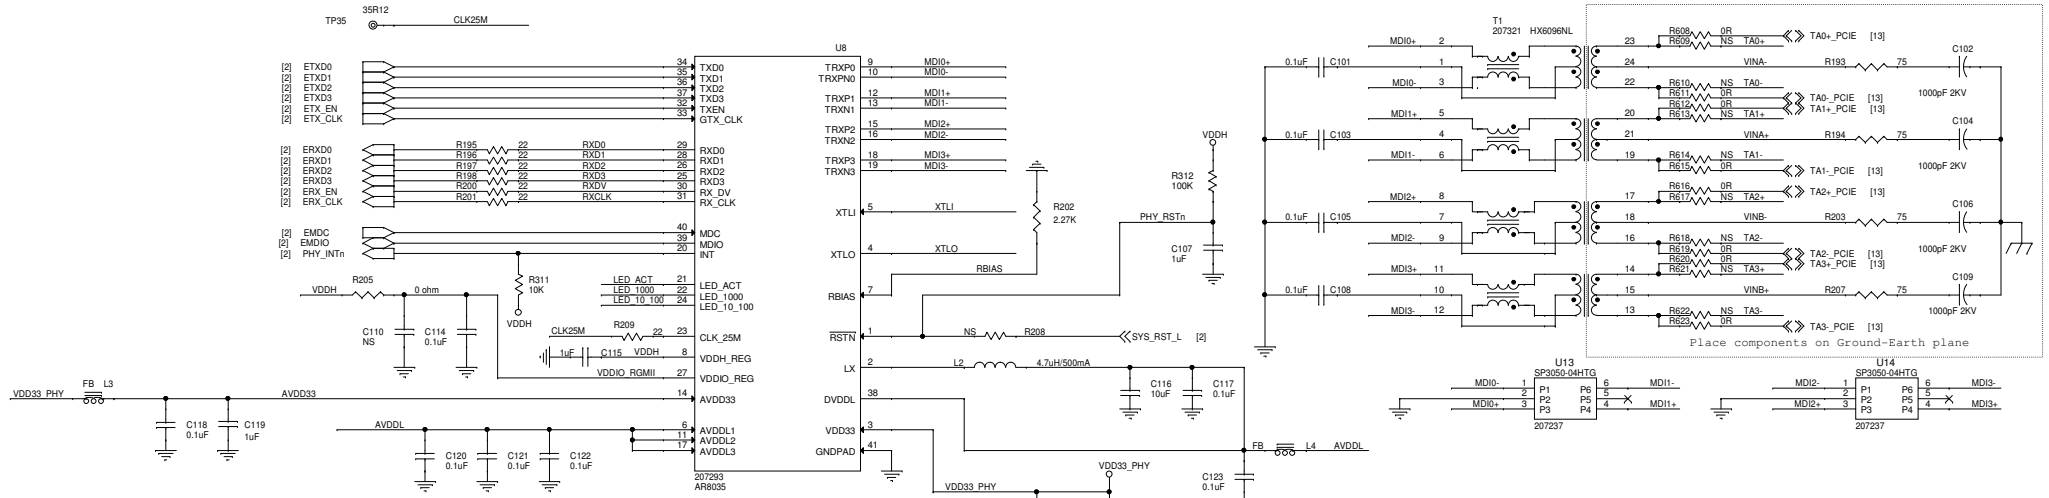 35R12
TP35 CLK25M
U8
[2] ETXD0 34 TXD0
[2] ETXD1 35 TXD1
[2] ETXD2 36 TXD2
[2] ETXD3 37 TXD3
[2] ETX_EN 32 TXEN
[2] ETX_CLK 33 GTX_CLK
[2] ERXD0 R195 22 RXD0 29 RXD0
[2] ERXD1 R196 22 RXD1 28 RXD1
[2] ERXD2 R197 22 RXD2 26 RXD2
[2] ERXD3 R198 22 RXD3 25 RXD3
[2] ERX_EN R200 22 RXDV 30 RX_DV
[2] ERX_CLK R201 22 RXCLK 31 RX_CLK
[2] EMDC 40 MDC
[2] EMDIO 39 MDIO
[2] PHY_INTn 20 INT
R311
10K
VDDH
VDDH R205 0 ohm
C110
NS
C114
0.1uF
LED_ACT 21 LED_ACT
LED_1000 22 LED_1000
LED_10_100 24 LED_10_100
CLK25M R209 22 23 CLK_25M
1uF C115 VDDH 8 VDDH_REG
VDDIO_RGMII 27 VDDIO_REG
VDD33_PHY FB L3 AVDD33 14 AVDD33
C118
0.1uF
C119
1uF
AVDDL 6 AVDDL1
11 AVDDL2
17 AVDDL3
C120
0.1uF
C121
0.1uF
C122
0.1uF
207293
AR8035
TRXP0 9 MDI0+
TRXPN0 10 MDI0-
TRXP1 12 MDI1+
TRXN1 13 MDI1-
TRXP2 15 MDI2+
TRXN2 16 MDI2-
TRXP3 18 MDI3+
TRXN3 19 MDI3-
XTLI 5 XTLI
XTLO 4 XTLO
RBIAS 7 RBIAS
R202
2.27K
VDDH
R312
100K
PHY_RSTn
C107
1uF
RSTN 1 NS R208 SYS_RST_L [2]
LX 2 L2 4.7uH/500mA
C116
10uF
C117
0.1uF
DVDDL 38
VDD33 3
GNDPAD 41
FB L4 AVDDL
VDD33_PHY
C123
0.1uF
VDD33_PHY
T1
207321 HX6096NL
0.1uF C101
0.1uF C103
0.1uF C105
0.1uF C108
MDI0+ 2
1
MDI0- 3
MDI1+ 5
4
MDI1- 6
MDI2+ 8
7
MDI2- 9
MDI3+ 11
10
MDI3- 12
R608 0R TA0+_PCIE [13]
23 R609 NS TA0+
24 VINA- R193 75 C102
22 R610 NS TA0-
1000pF 2KV
R611 0R TA0-_PCIE [13]
R612 0R TA1+_PCIE [13]
20 R613 NS TA1+
21 VINA+ R194 75 C104
19 R614 NS TA1-
1000pF 2KV
R615 0R TA1-_PCIE [13]
R616 0R TA2+_PCIE [13]
17 R617 NS TA2+
18 VINB- R203 75 C106
16 R618 NS TA2-
1000pF 2KV
R619 0R TA2-_PCIE [13]
R620 0R TA3+_PCIE [13]
14 R621 NS TA3+
15 VINB+ R207 75 C109
1000pF 2KV
13 R622 NS TA3-
R623 0R TA3-_PCIE [13]
Place components on Ground-Earth plane
U13
SP3050-04HTG
MDI0- 1 P1 P6 6 MDI1-
2 P2 P5 5
MDI0+ 3 P3 P4 4 MDI1+
207237
U14
SP3050-04HTG
MDI2- 1 P1 P6 6 MDI3-
2 P2 P5 5
MDI2+ 3 P3 P4 4 MDI3+
207237